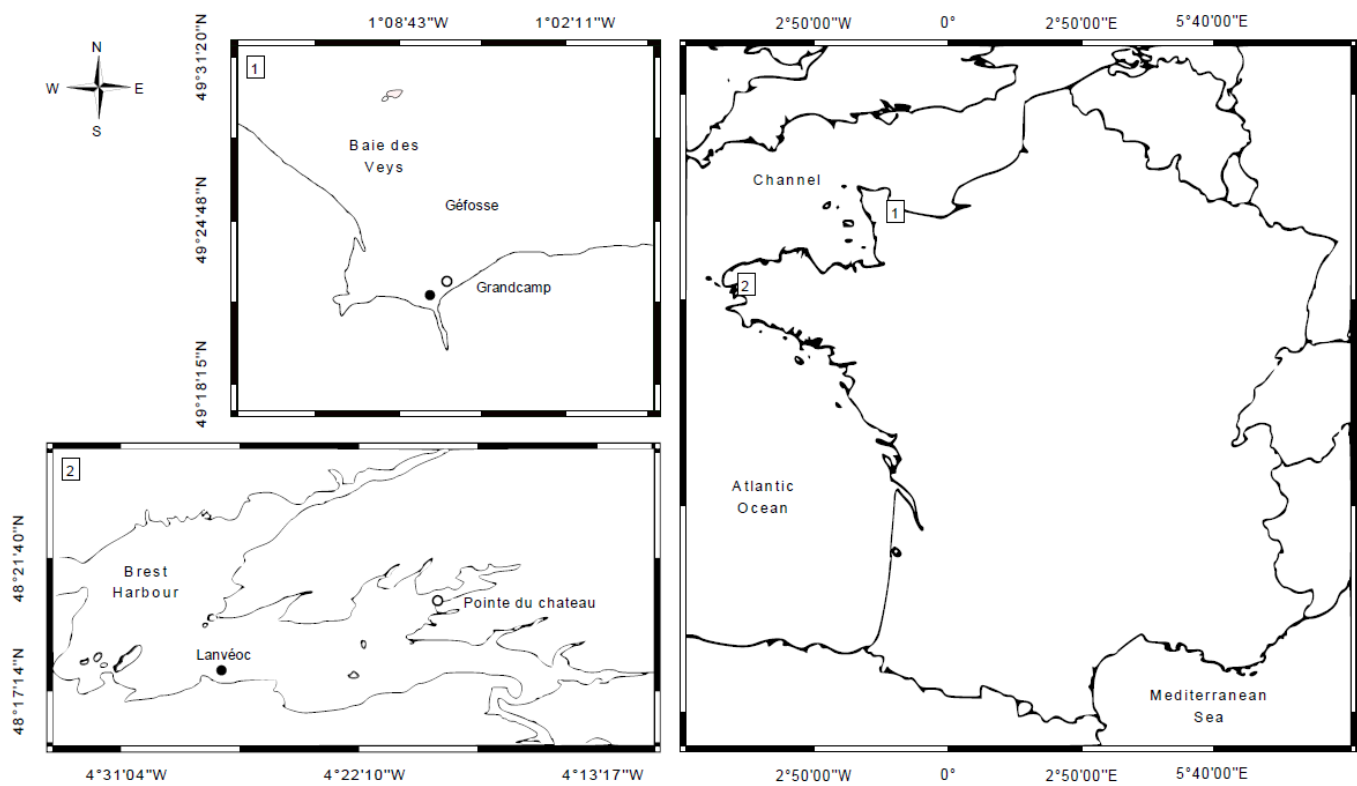 N
W E
S
1°08'43"W 1°02'11"W
49°31'20"N
49°24'48"N
49°18'15"N
1
Baie des
Veys
Géfosse
Grandcamp
2
48°21'40"N
48°17'14"N
Brest
Harbour
Pointe du chateau
Lanvéoc
4°31'04"W 4°22'10"W 4°13'17"W
2°50'00"W 0° 2°50'00"E 5°40'00"E
Channel
1
2
Atlantic
Ocean
Mediterranean
Sea
2°50'00"W 0° 2°50'00"E 5°40'00"E